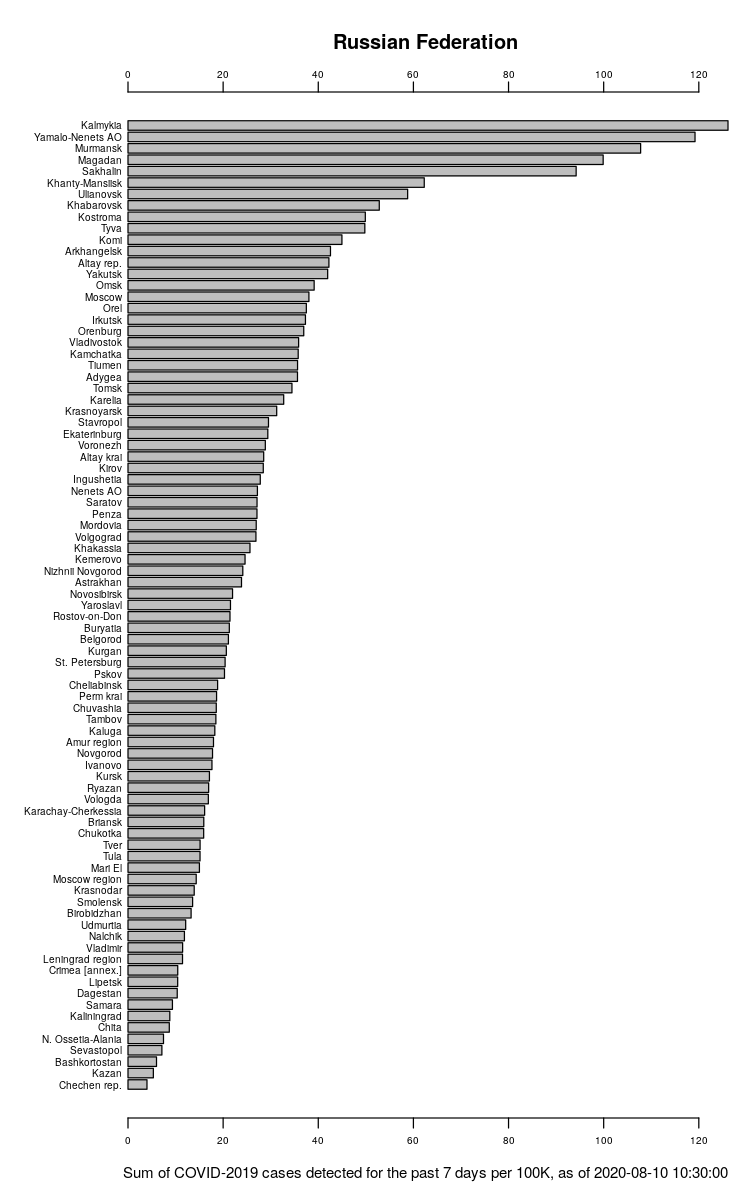 Russian Federation
0 20 40 60 80 100 120
Kalmykia
Yamalo-Nenets AO
Murmansk
Magadan
Sakhalin
Khanty-Mansiisk
Ulianovsk
Khabarovsk
Kostroma
Tyva
Komi
Arkhangelsk
Altay rep.
Yakutsk
Omsk
Moscow
Orel
Irkutsk
Orenburg
Vladivostok
Kamchatka
Tiumen
Adygea
Tomsk
Karelia
Krasnoyarsk
Stavropol
Ekaterinburg
Voronezh
Altay krai
Kirov
Ingushetia
Nenets AO
Saratov
Penza
Mordovia
Volgograd
Khakassia
Kemerovo
Nizhnii Novgorod
Astrakhan
Novosibirsk
Yaroslavl
Rostov-on-Don
Buryatia
Belgorod
Kurgan
St. Petersburg
Pskov
Cheliabinsk
Perm krai
Chuvashia
Tambov
Kaluga
Amur region
Novgorod
Ivanovo
Kursk
Ryazan
Vologda
Karachay-Cherkessia
Briansk
Chukotka
Tver
Tula
Mari El
Moscow region
Krasnodar
Smolensk
Birobidzhan
Udmurtia
Nalchik
Vladimir
Leningrad region
Crimea [annex.]
Lipetsk
Dagestan
Samara
Kaliningrad
Chita
N. Ossetia-Alania
Sevastopol
Bashkortostan
Kazan
Chechen rep.
0 20 40 60 80 100 120
Sum of COVID-2019 cases detected for the past 7 days per 100K, as of 2020-08-10 10:30:00